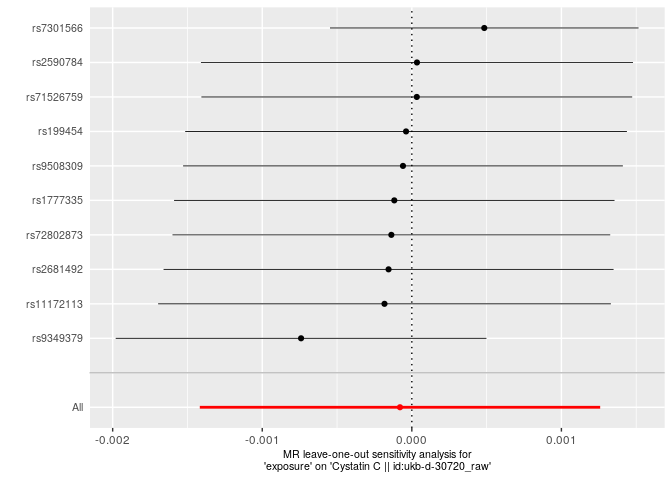 rs7301566
rs2590784
rs71526759
rs199454
rs9508309
rs1777335
rs72802873
rs2681492
rs11172113
rs9349379
All
-0.002
-0.001
0.000
0.001
MR leave-one-out sensitivity analysis for
'exposure' on 'Cystatin C || id:ukb-d-30720_raw'